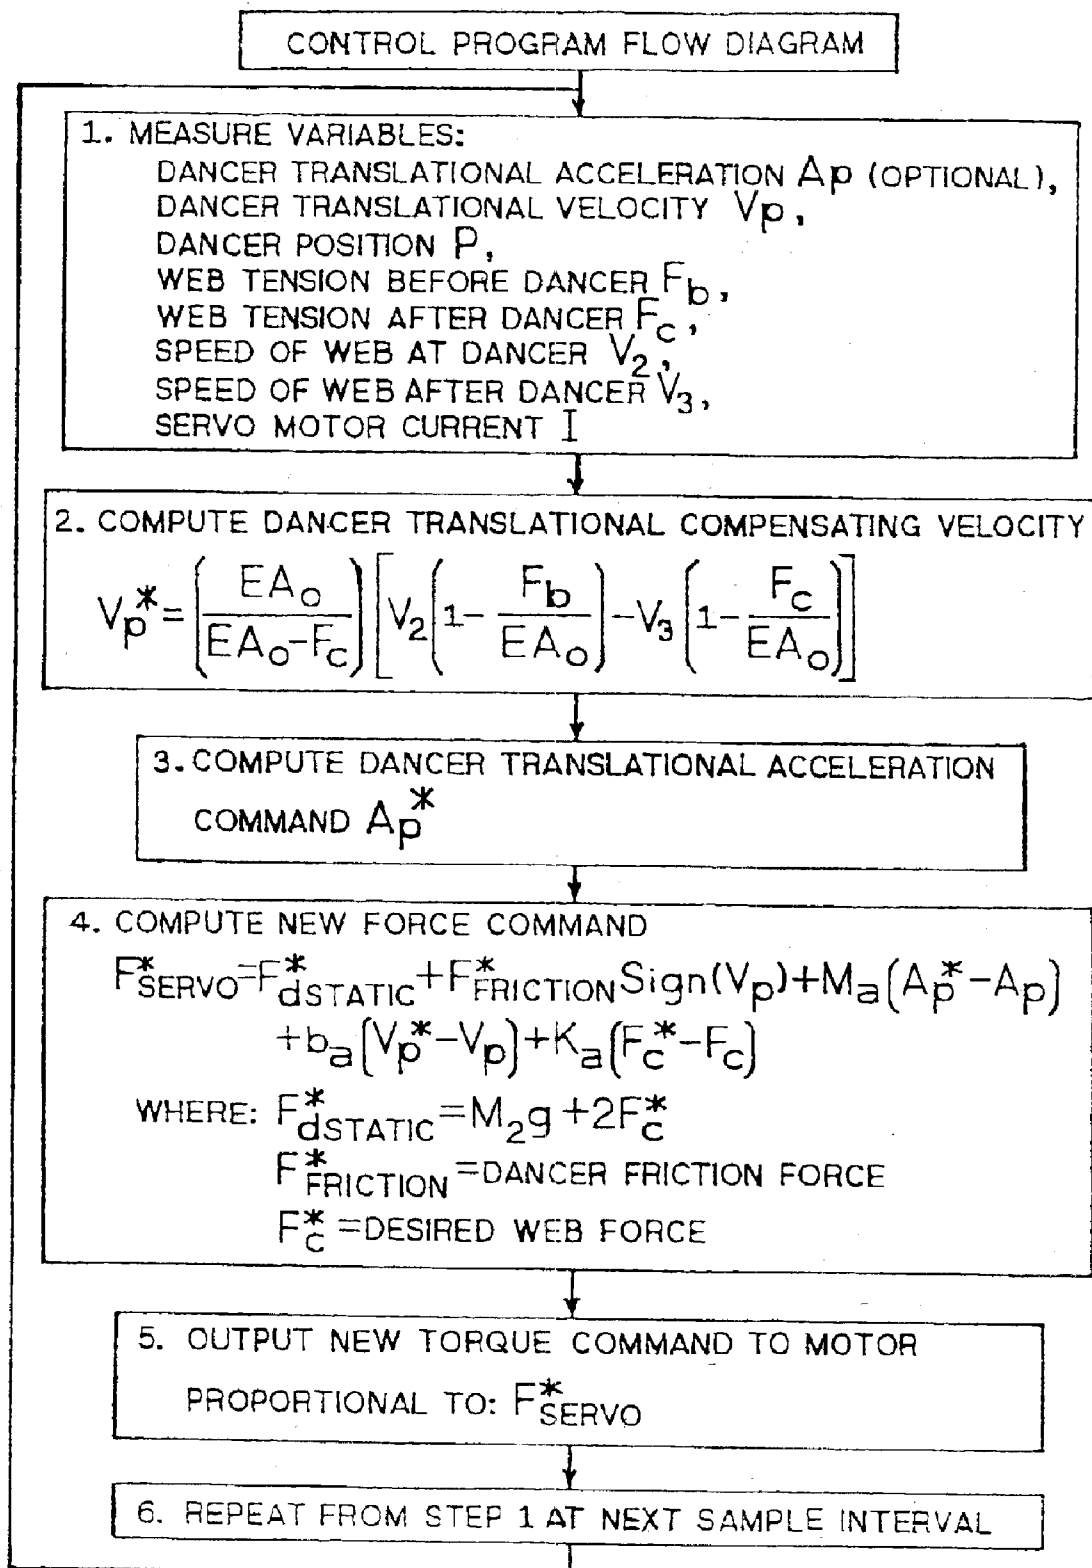 CONTROL PROGRAM FLOW DIAGRAM
1. MEASURE VARIABLES:
DANCER TRANSLATIONAL ACCELERATION Ap (OPTIONAL),
DANCER TRANSLATIONAL VELOCITY Vp,
DANCER POSITION P,
WEB TENSION BEFORE DANCER Fb,
WEB TENSION AFTER DANCER Fc,
SPEED OF WEB AT DANCER V2,
SPEED OF WEB AFTER DANCER V3,
SERVO MOTOR CURRENT I
2. COMPUTE DANCER TRANSLATIONAL COMPENSATING VELOCITY
Vp* = (EAo / (EAo-Fc)) [V2(1 - Fb/EAo) - V3(1 - Fc/EAo)]
3. COMPUTE DANCER TRANSLATIONAL ACCELERATION
COMMAND Ap*
4. COMPUTE NEW FORCE COMMAND
F*SERVO=F*dSTATIC+F*FRICTION Sign(Vp)+Ma(Ap*-Ap)
+ba(Vp*-Vp)+Ka(Fc*-Fc)
WHERE: F*dSTATIC=M2g+2Fc*
F*FRICTION=DANCER FRICTION FORCE
Fc*=DESIRED WEB FORCE
5. OUTPUT NEW TORQUE COMMAND TO MOTOR
PROPORTIONAL TO: F*SERVO
6. REPEAT FROM STEP 1 AT NEXT SAMPLE INTERVAL